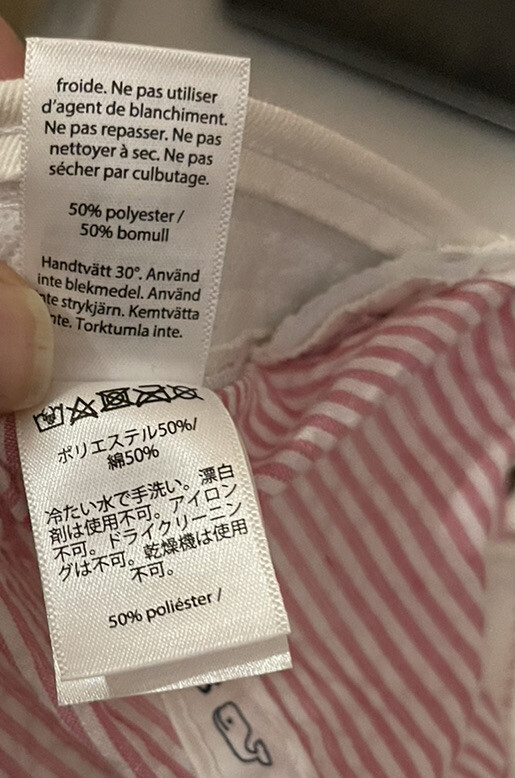 froide. Ne pas utiliser
d'agent de blanchiment.
Ne pas repasser. Ne pas
nettoyer à sec. Ne pas
sécher par culbutage.
50% polyester /
50% bomull
Handtvätt 30°. Använd
inte blekmedel. Använd
strykjärn. Kemtvätta
Torktumla inte.
ポリエステル50%/
綿50%
冷たい水で手洗い。漂白
剤は使用不可。アイロン
不可。ドライクリーニン
グは不可。乾燥機は使用
不可。
50% poliéster /